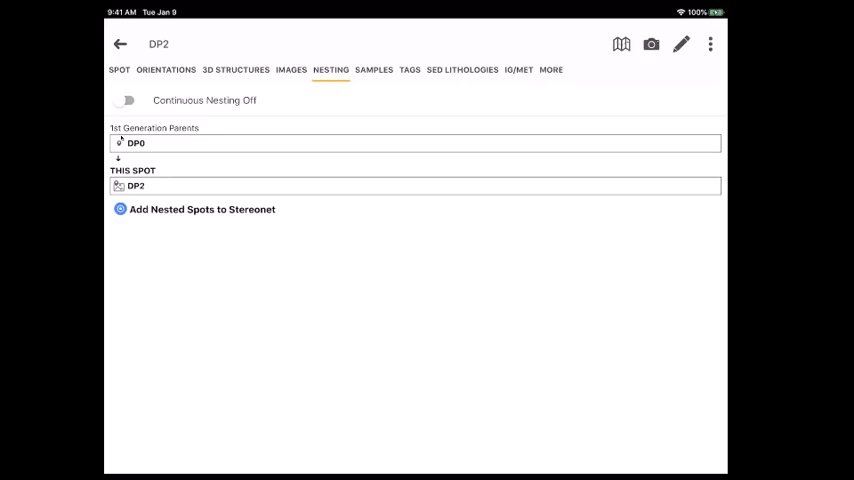 9:41 AM Tue Jan 9
100%
DP2
SPOT ORIENTATIONS 3D STRUCTURES IMAGES NESTING SAMPLES TAGS SED LITHOLOGIES IG/MET MORE
Continuous Nesting Off
1st Generation Parents
DP0
THIS SPOT
DP2
Add Nested Spots to Stereonet